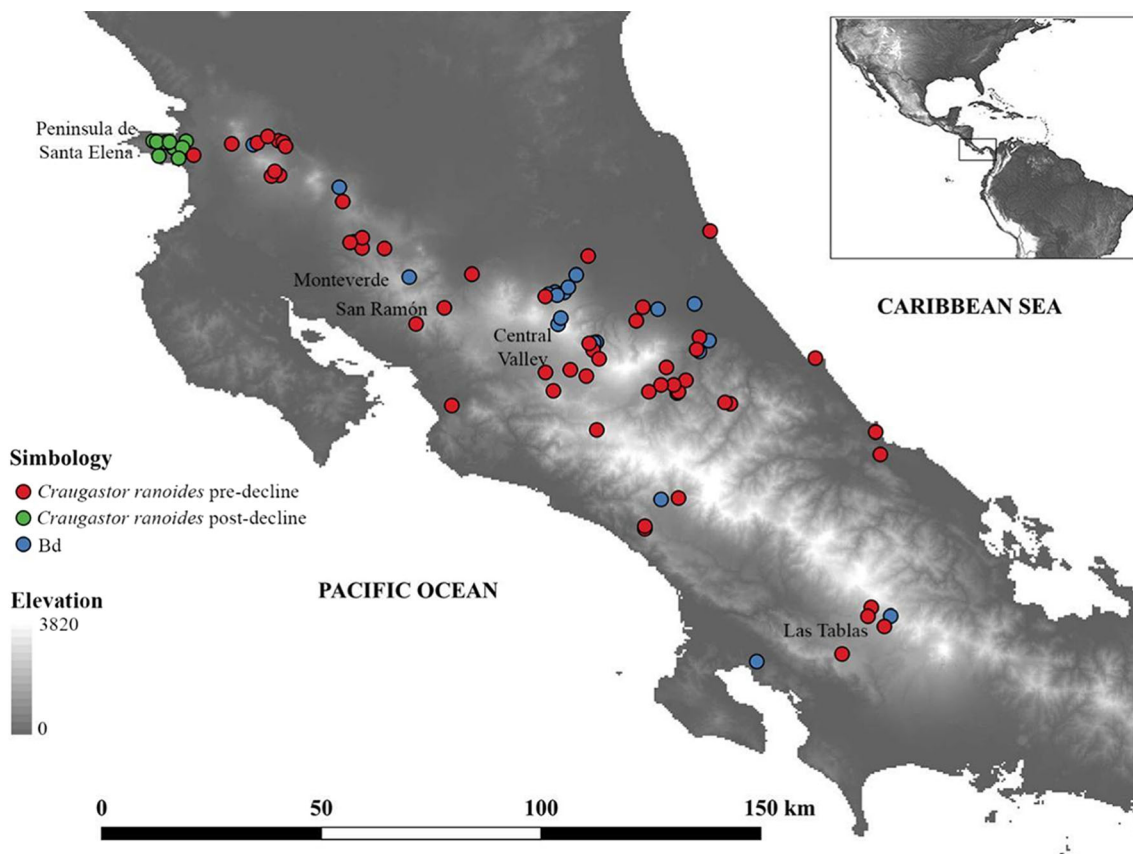 Peninsula de
Santa Elena
Monteverde
San Ramón
Central
Valley
CARIBBEAN SEA
Simbology
Craugastor ranoides pre-decline
Craugastor ranoides post-decline
Bd
Elevation
3820
0
PACIFIC OCEAN
Las Tablas
0 50 100 150 km